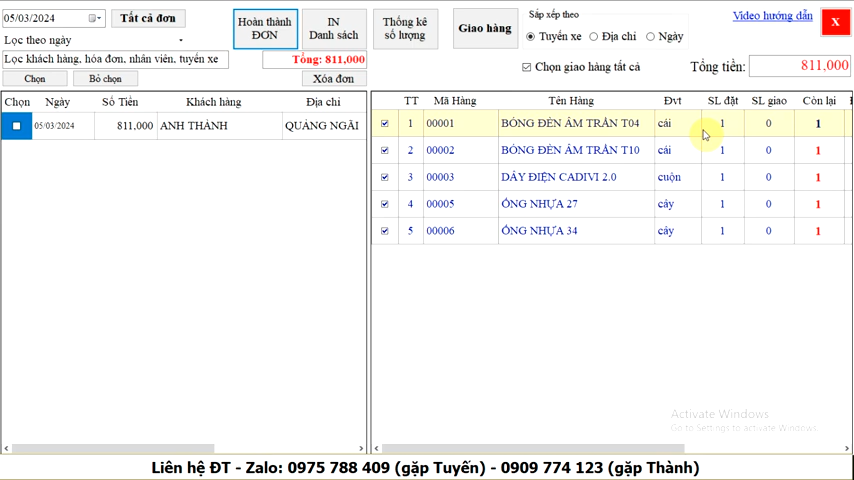 05/03/2024
Tất cả đơn
Hoàn thành
ĐƠN
IN
Danh sách
Thống kê
số lượng
Giao hàng
Sắp xếp theo
Tuyến xe Địa chỉ Ngày
Video hướng dẫn
X
Lọc theo ngày
Lọc khách hàng, hóa đơn, nhân viên, tuyến xe
Tổng: 811,000
Chọn giao hàng tất cả
Tổng tiền: 811,000
Chọn Bỏ chọn Xóa đơn
Chọn Ngày Số Tiền Khách hàng Địa chỉ
05/03/2024 811,000 ANH THÀNH QUẢNG NGÃI
TT Mã Hàng Tên Hàng Đvt SL đặt SL giao Còn lại
1 00001 BÓNG ĐÈN ÂM TRẦN T04 cái 1 0 1
2 00002 BÓNG ĐÈN ÂM TRẦN T10 cái 1 0 1
3 00003 DÂY ĐIỆN CADIVI 2.0 cuộn 1 0 1
4 00005 ỐNG NHỰA 27 cây 1 0 1
5 00006 ỐNG NHỰA 34 cây 1 0 1
Activate Windows
Go to Settings to activate Windows.
Liên hệ ĐT - Zalo: 0975 788 409 (gặp Tuyến) - 0909 774 123 (gặp Thành)